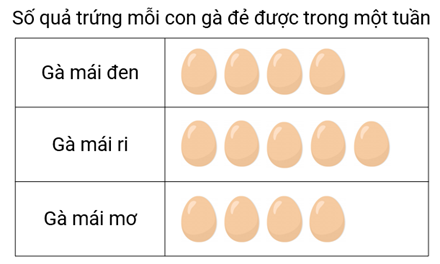 Số quả trứng mỗi con gà đẻ được trong một tuần
Gà mái đen
Gà mái ri
Gà mái mơ